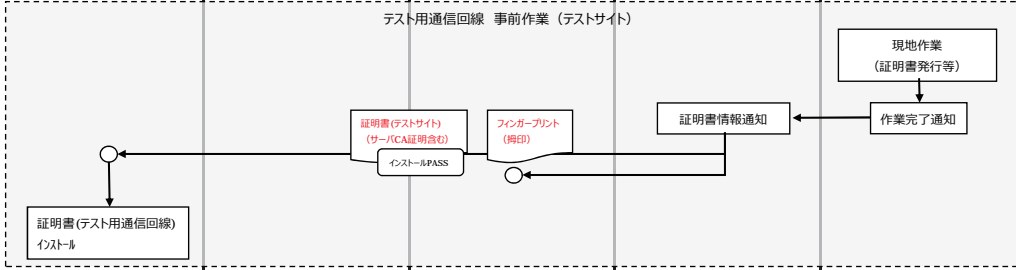 テスト用通信回線 事前作業（テストサイト）
現地作業
（証明書発行等）
証明書(テストサイト)
（サーバCA証明含む）
フィンガープリント
（拇印）
証明書情報通知
作業完了通知
インストールPASS
証明書(テスト用通信回線)
インストール